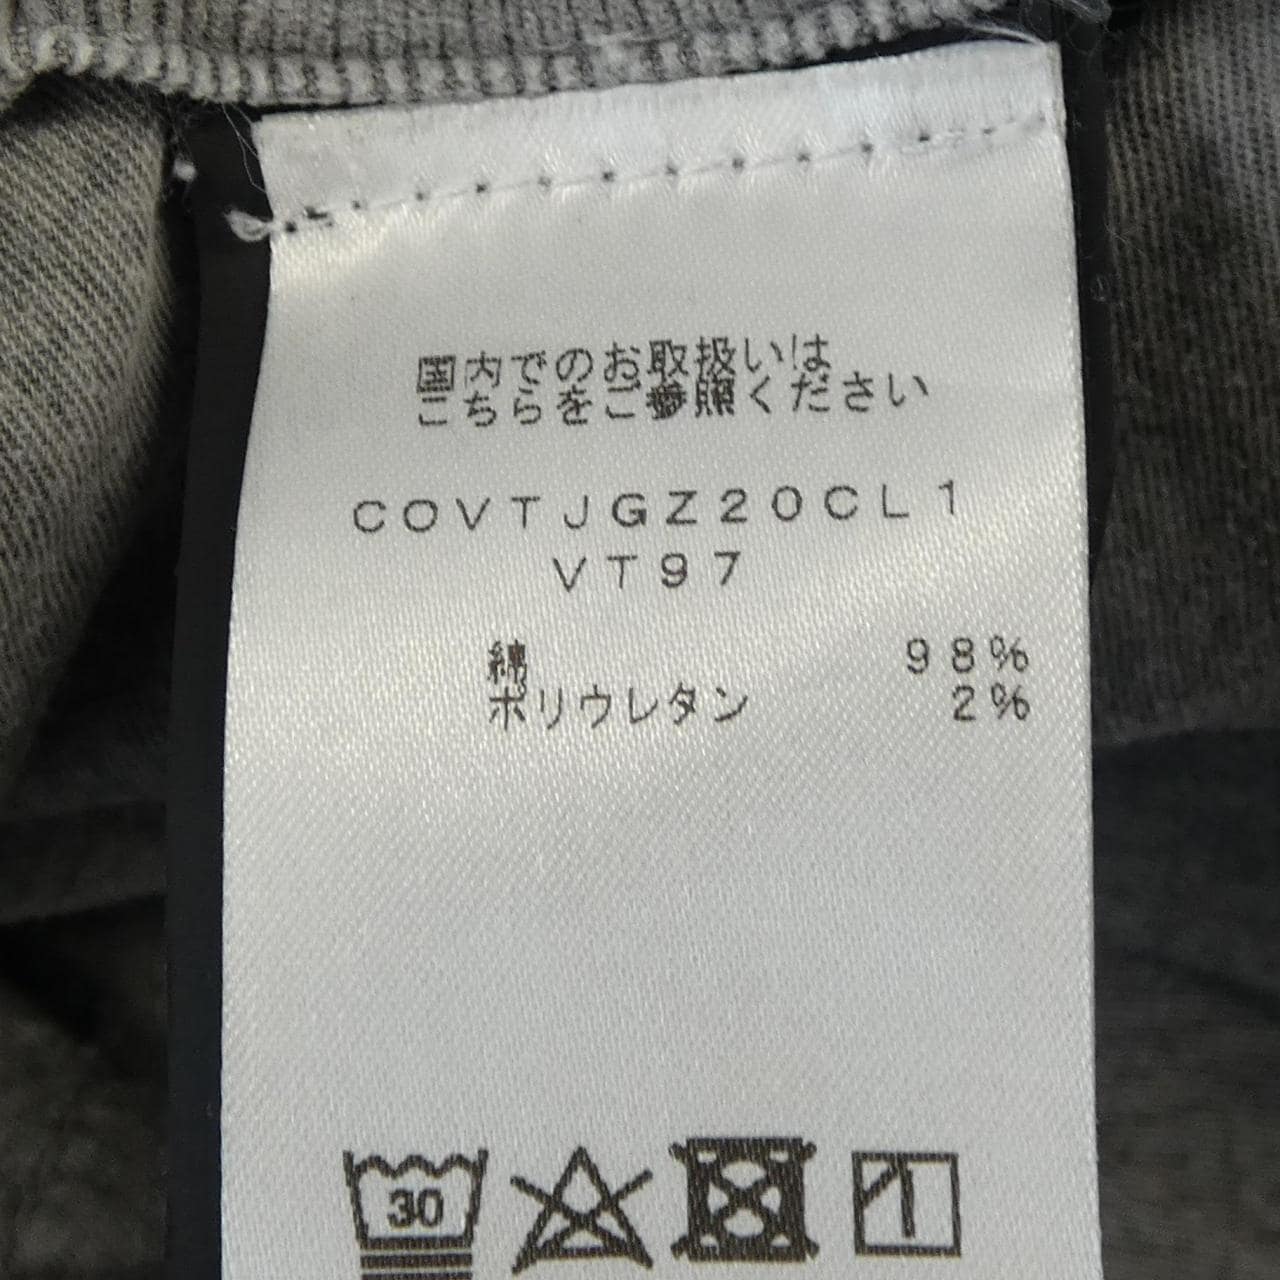 国内でのお取扱いは
こちらをご参照ください
COVTJGZ20CL1
VT97
綿 98%
ポリウレタン 2%
30